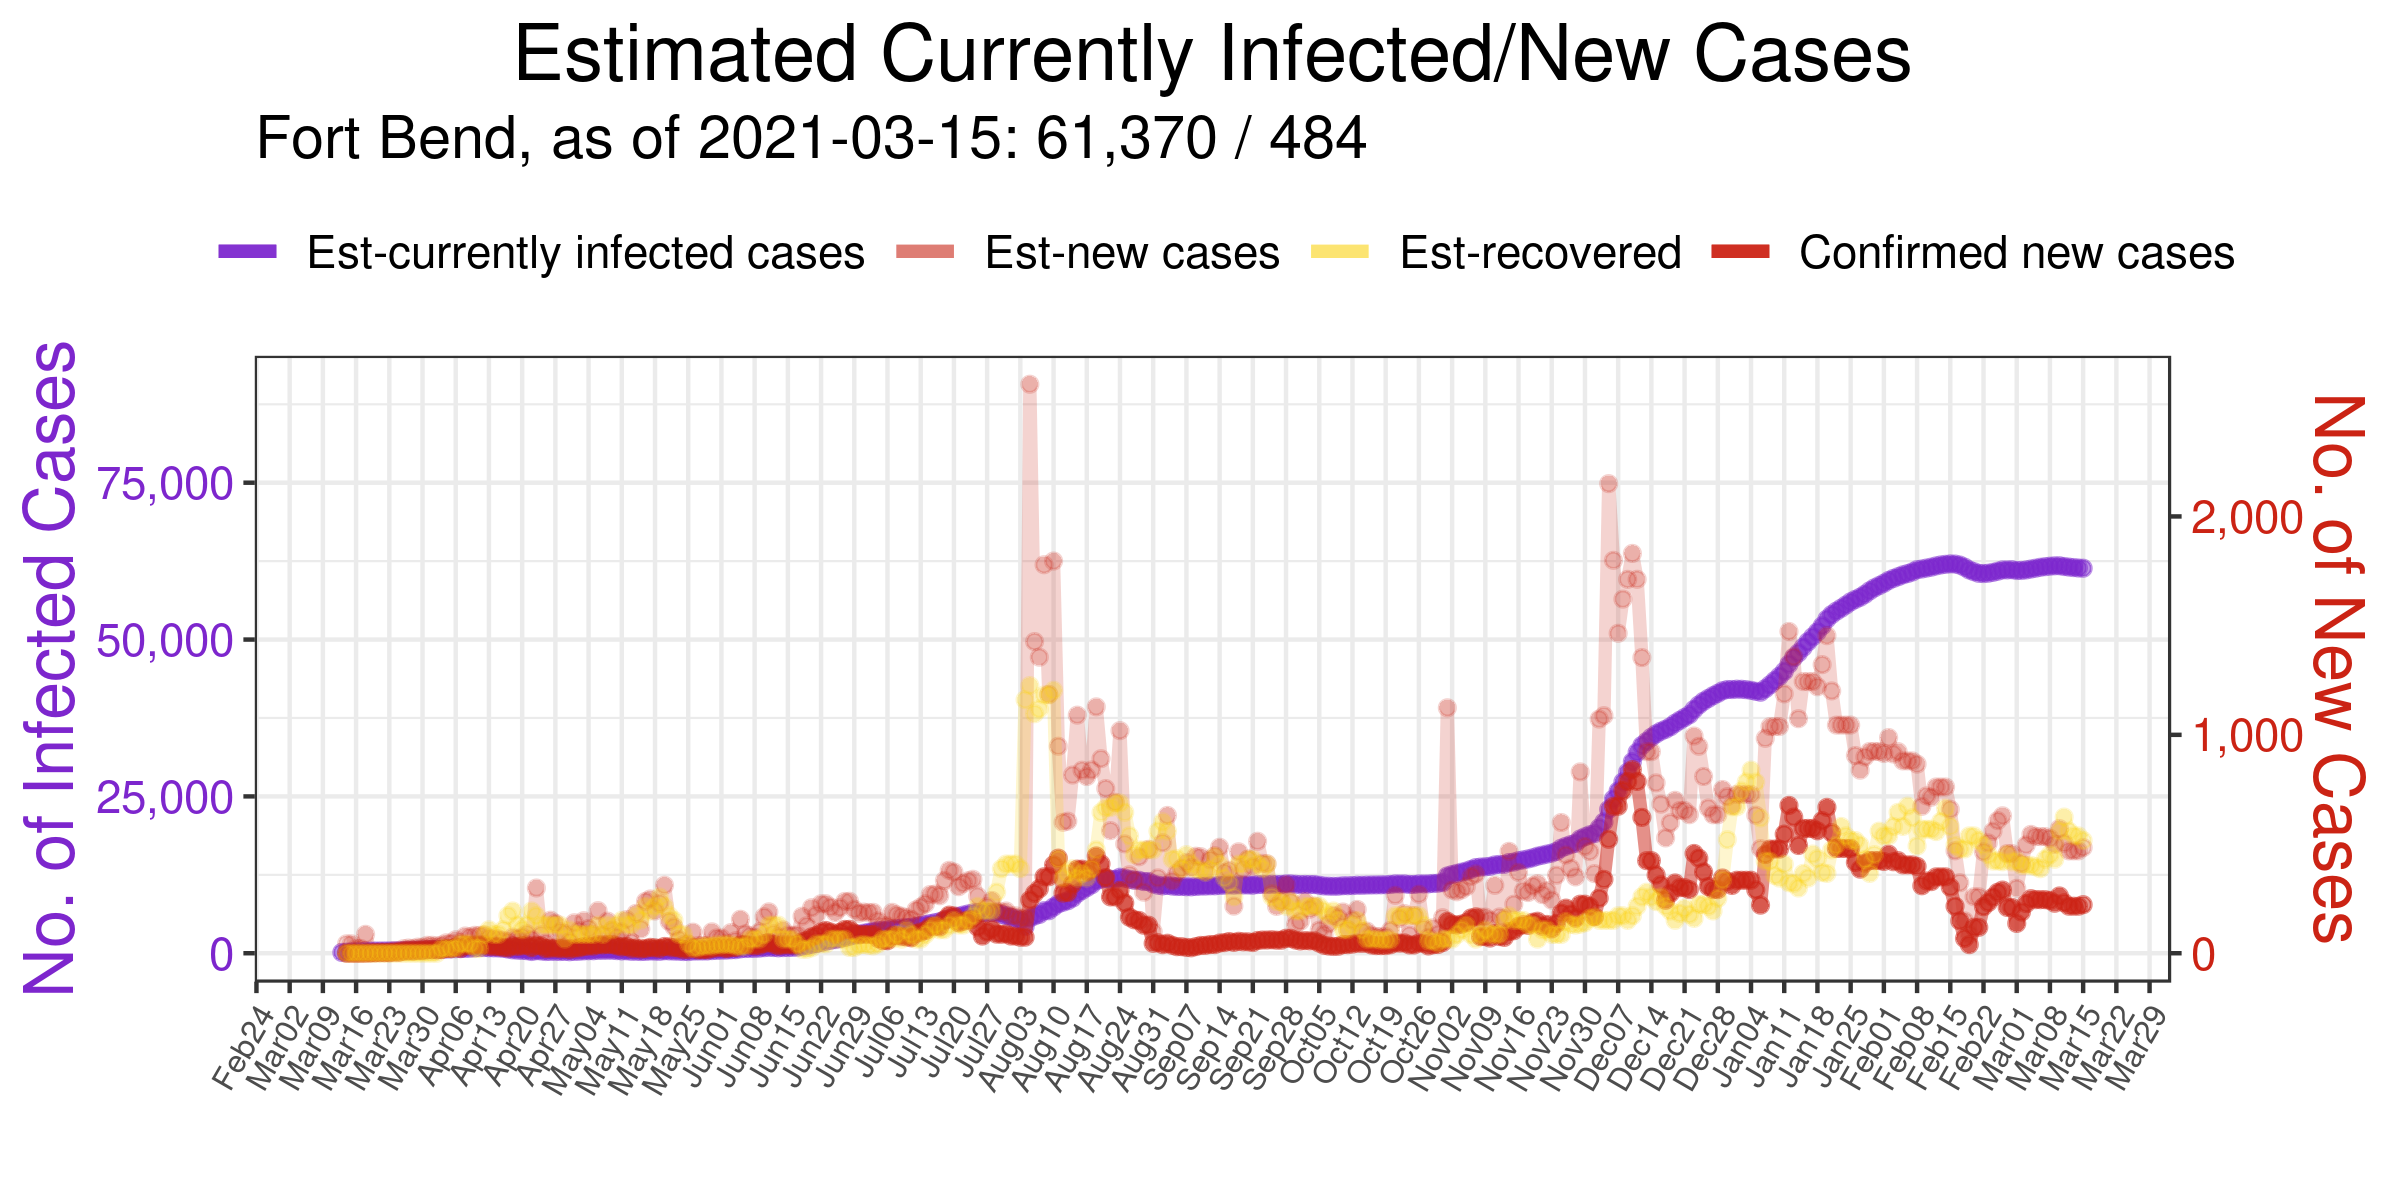 Estimated Currently Infected/New Cases
Fort Bend, as of 2021-03-15: 61,370 / 484
Est-currently infected cases Est-new cases Est-recovered Confirmed new cases
No. of Infected Cases
75,000
50,000
25,000
0
2,000
1,000
0
No. of New Cases
Feb24 Mar02 Mar09 Mar16 Mar23 Mar30 Apr06 Apr13 Apr20 Apr27 May04 May11 May18 May25 Jun01 Jun08 Jun15 Jun22 Jun29 Jul06 Jul13 Jul20 Jul27 Aug03 Aug10 Aug17 Aug24 Aug31 Sep07 Sep14 Sep21 Sep28 Oct05 Oct12 Oct19 Oct26 Nov02 Nov09 Nov16 Nov23 Nov30 Dec07 Dec14 Dec21 Dec28 Jan04 Jan11 Jan18 Jan25 Feb01 Feb08 Feb15 Feb22 Mar01 Mar08 Mar15 Mar22 Mar29